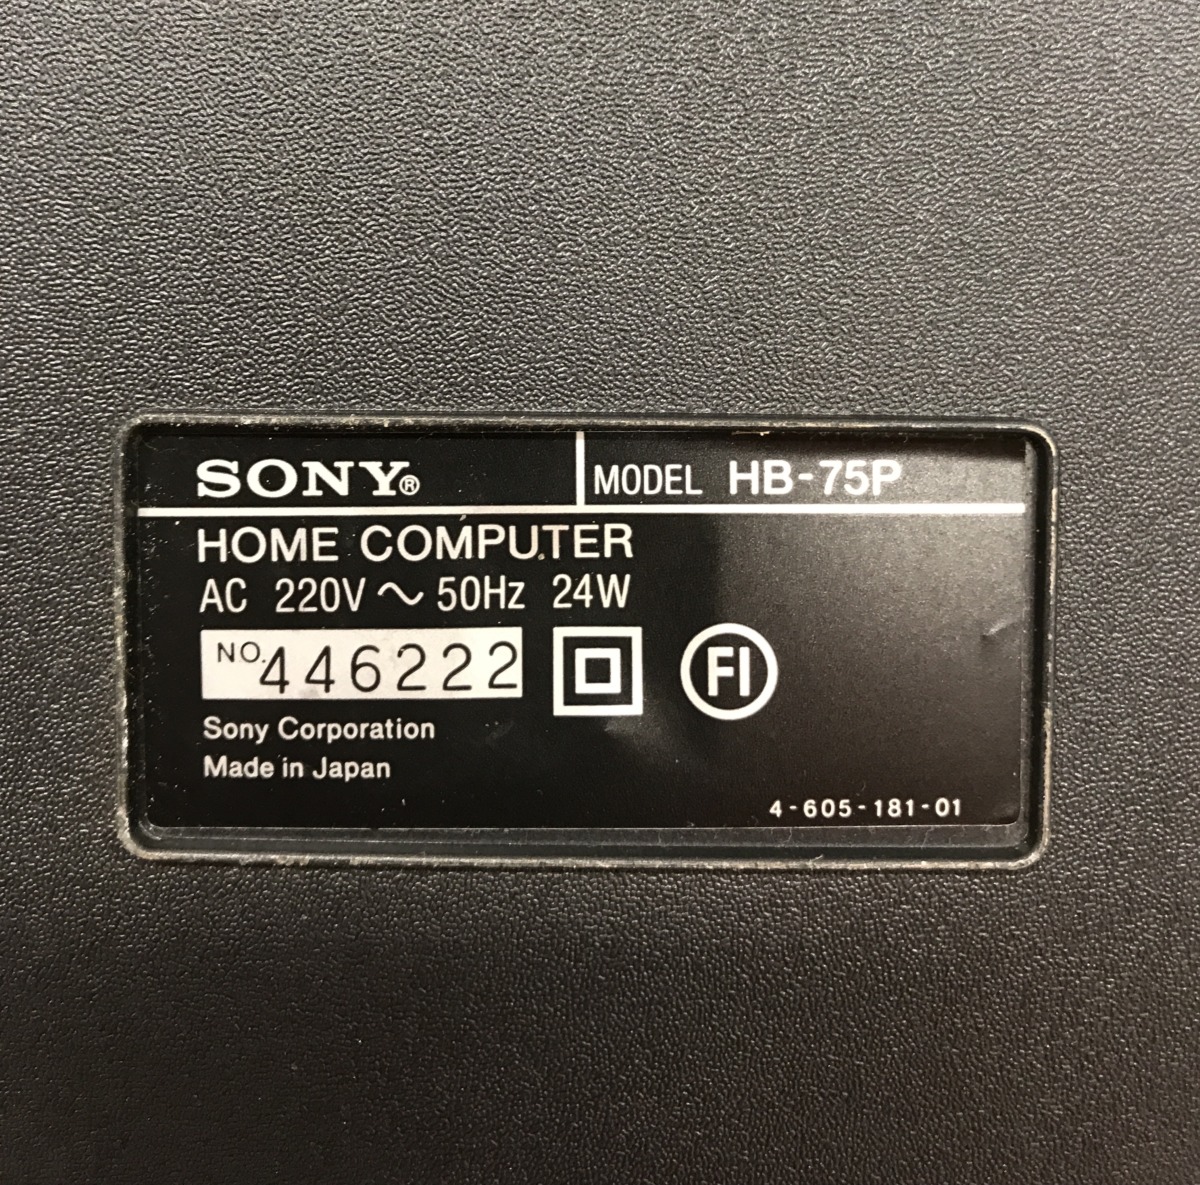 SONY® MODEL HB-75P
HOME COMPUTER
AC 220V ~ 50Hz 24W
NO. 446222 FI
Sony Corporation
Made in Japan
4-605-181-01